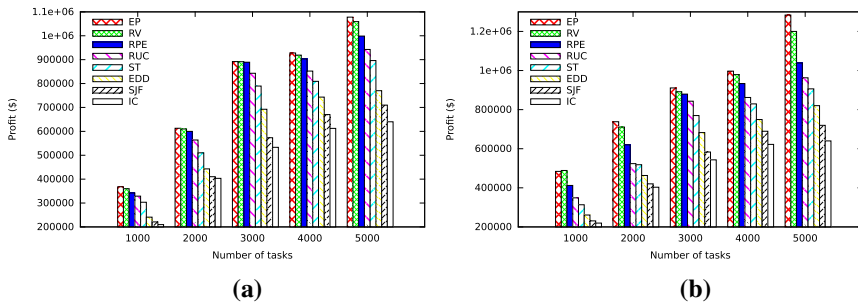 1.1e+06
1e+06
900000
800000
700000
600000
500000
400000
300000
200000
Profit ($)
EP
RV
RPE
RUC
ST
EDD
SJF
IC
1000 2000 3000 4000 5000
Number of tasks
(a)
1.2e+06
1e+06
800000
600000
400000
200000
Profit ($)
EP
RV
RPE
RUC
ST
EDD
SJF
IC
1000 2000 3000 4000 5000
Number of tasks
(b)